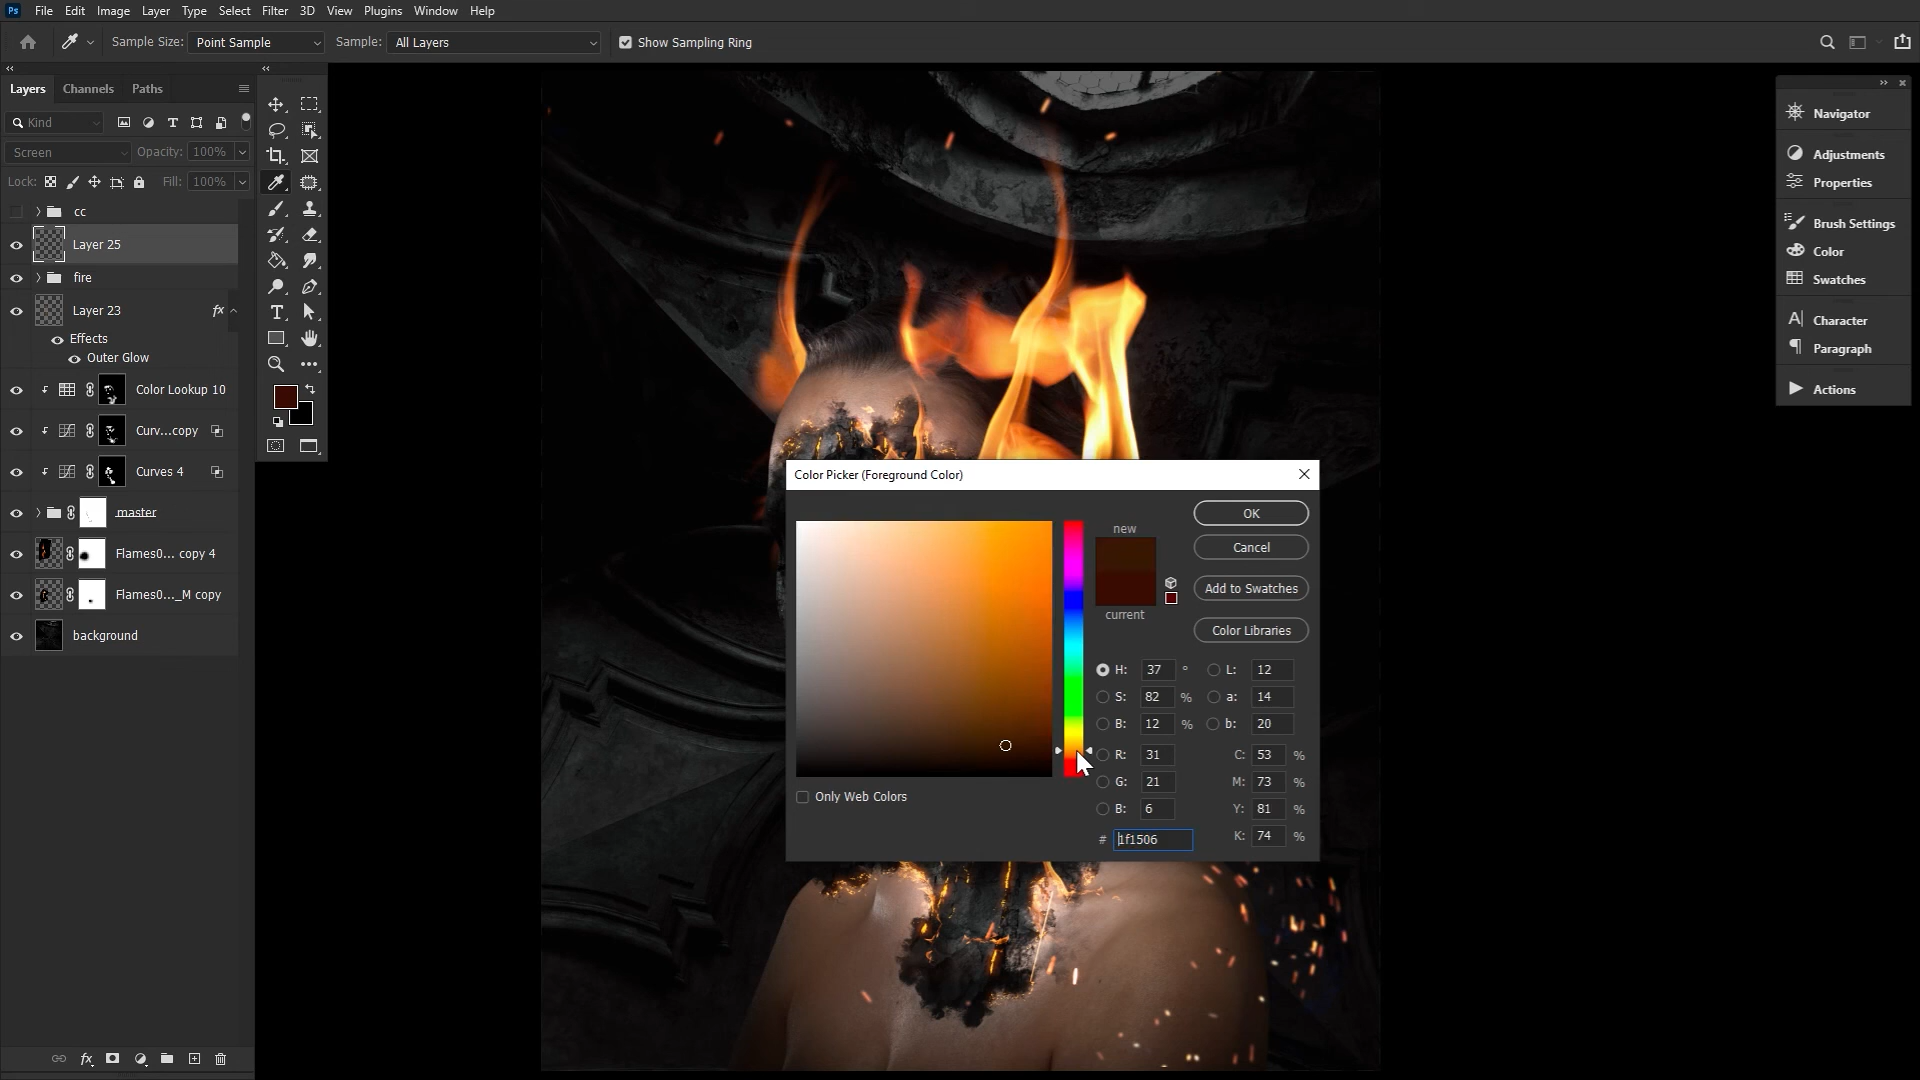 Ps File Edit Image Layer Type Select Filter 3D View Plugins Window Help
Sample Size: Point Sample Sample: All Layers Show Sampling Ring
Layers Channels Paths
Kind
Screen Opacity: 100%
Lock: Fill: 100%
cc
Layer 25
fire
Layer 23 fx
Effects
Outer Glow
Color Lookup 10
Curv...copy
Curves 4
master
Flames0... copy 4
Flames0..._M copy
background
fx
Color Picker (Foreground Color)
new
current
OK
Cancel
Add to Swatches
Color Libraries
H: 37 ° L: 12
S: 82 % a: 14
B: 12 % b: 20
R: 31 C: 53 %
G: 21 M: 73 %
B: 6 Y: 81 %
# 1f1506 K: 74 %
Only Web Colors
Navigator
Adjustments
Properties
Brush Settings
Color
Swatches
Character
Paragraph
Actions